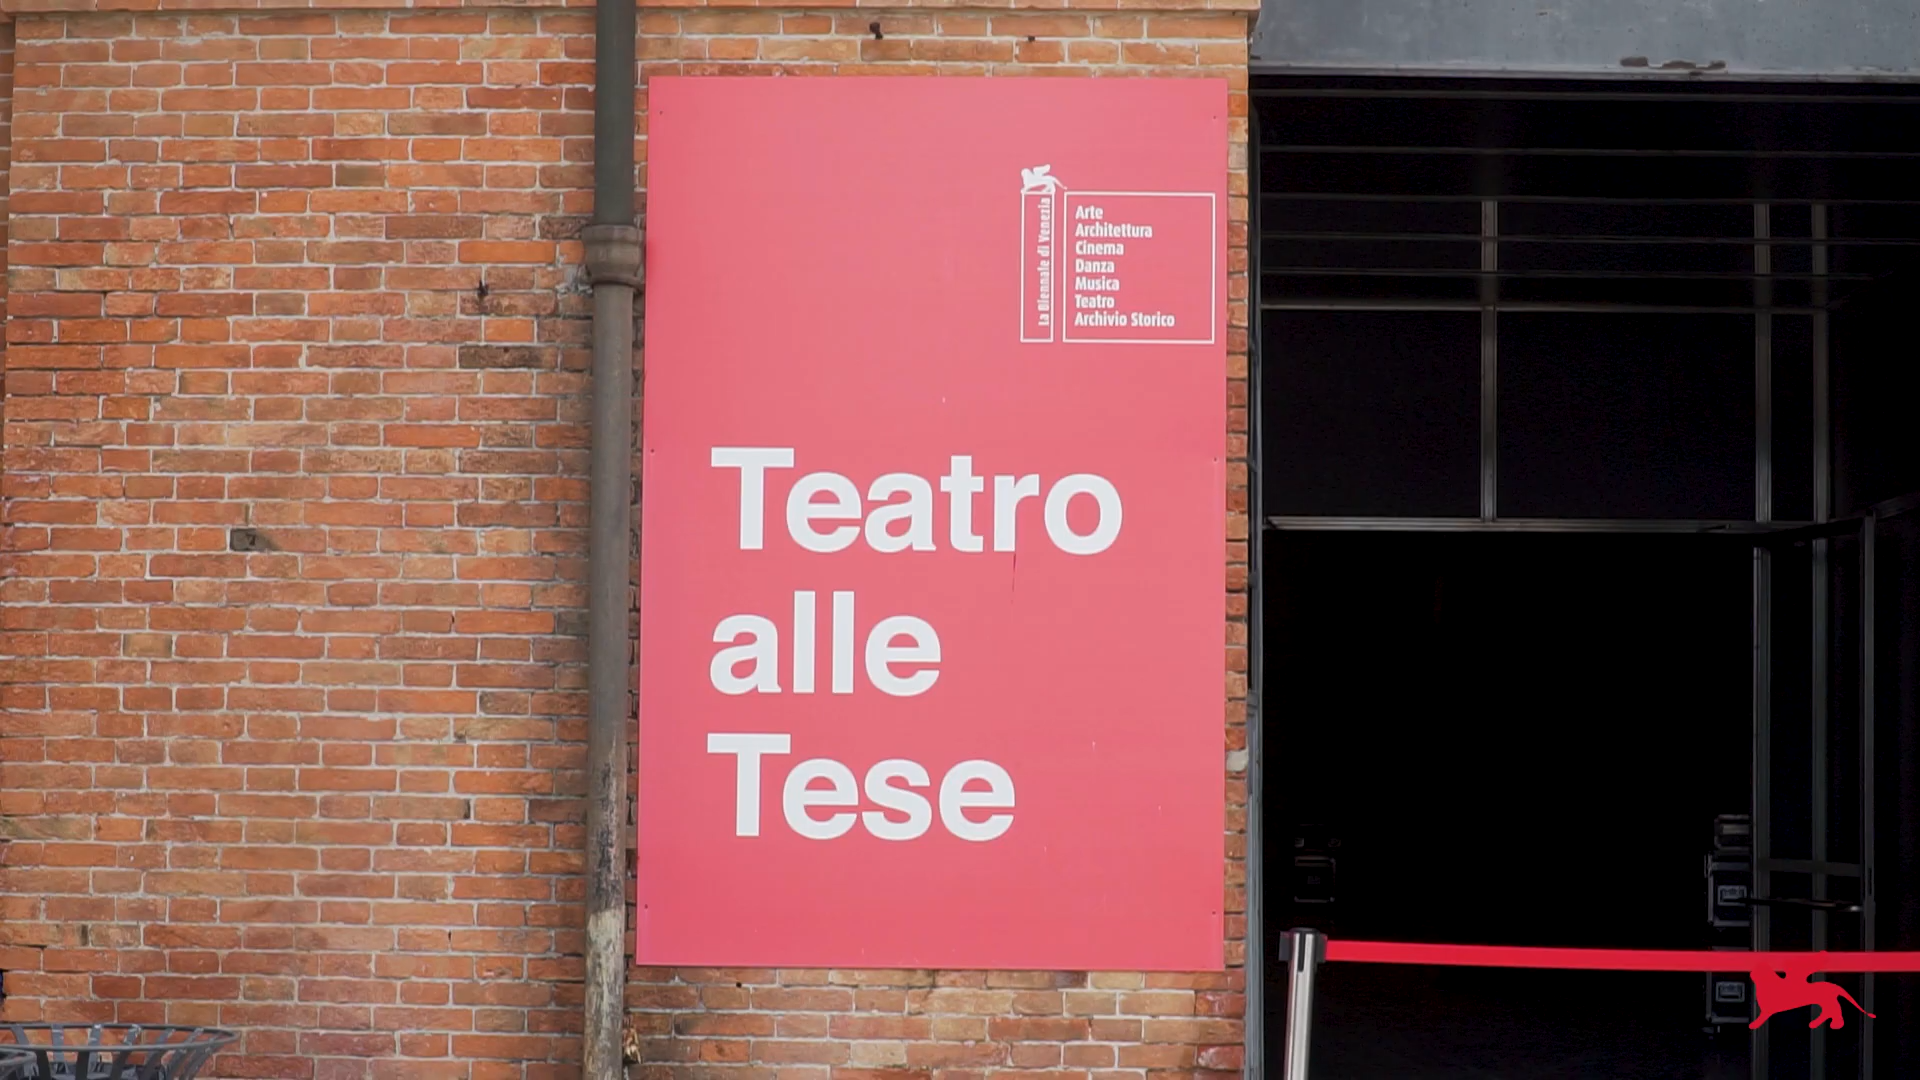 La Biennale di Venezia
Arte
Architettura
Cinema
Danza
Musica
Teatro
Archivio Storico
Teatro
alle
Tese